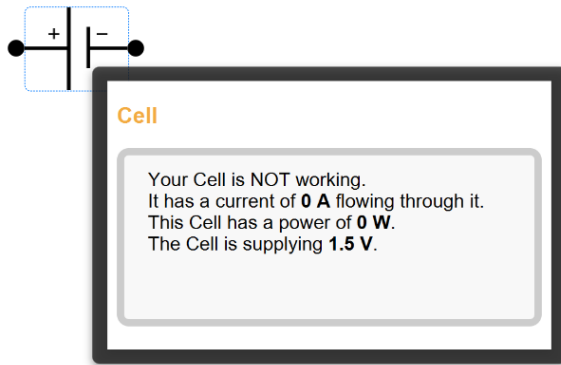 + −
Cell
Your Cell is NOT working.
It has a current of 0 A flowing through it.
This Cell has a power of 0 W.
The Cell is supplying 1.5 V.